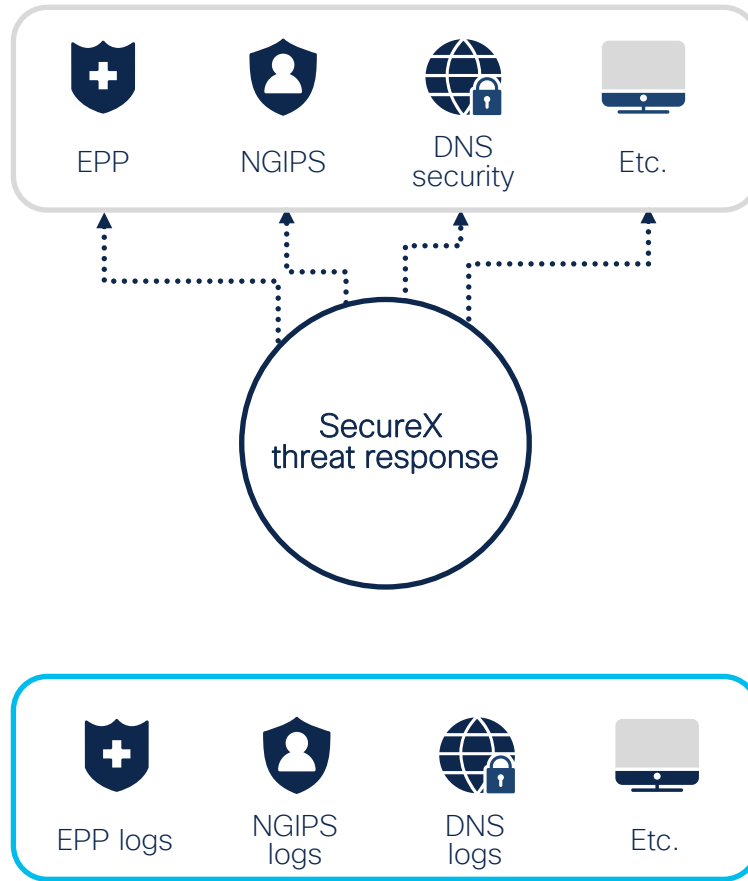 EPP
NGIPS
DNS
security
Etc.
SecureX
threat response
EPP logs
NGIPS
logs
DNS
logs
Etc.